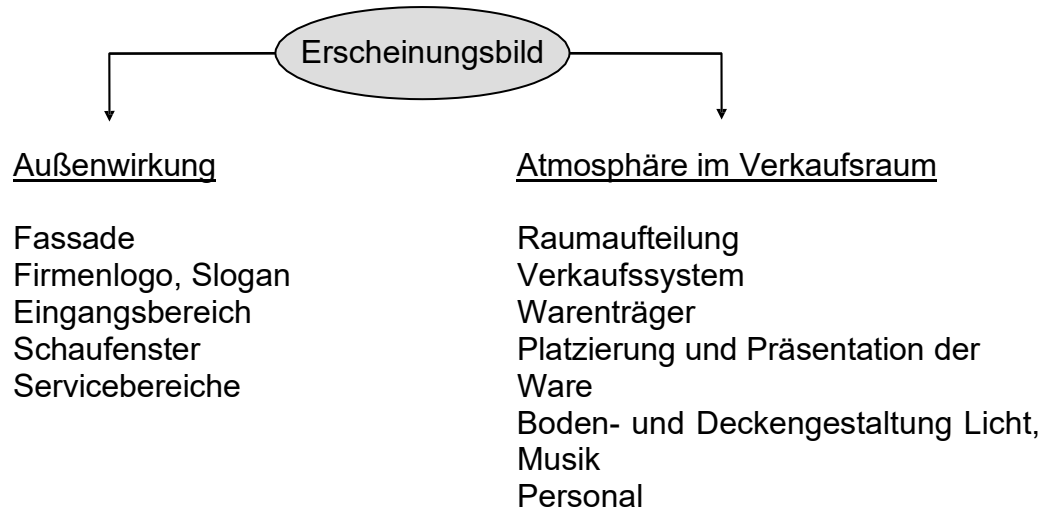 Erscheinungsbild
Außenwirkung
Fassade
Firmenlogo, Slogan
Eingangsbereich
Schaufenster
Servicebereiche
Atmosphäre im Verkaufsraum
Raumaufteilung
Verkaufssystem
Warenträger
Platzierung und Präsentation der
Ware
Boden- und Deckengestaltung Licht,
Musik
Personal